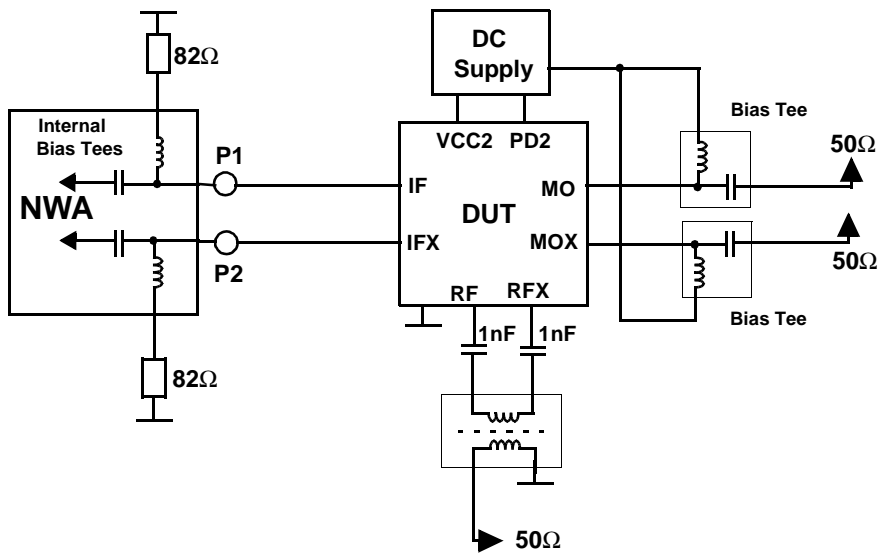 82Ω
DC
Supply
Internal
Bias Tees
P1
NWA
P2
82Ω
VCC2 PD2
IF
MO
DUT
IFX
MOX
RF RFX
Bias Tee
50Ω
50Ω
Bias Tee
1nF 1nF
50Ω